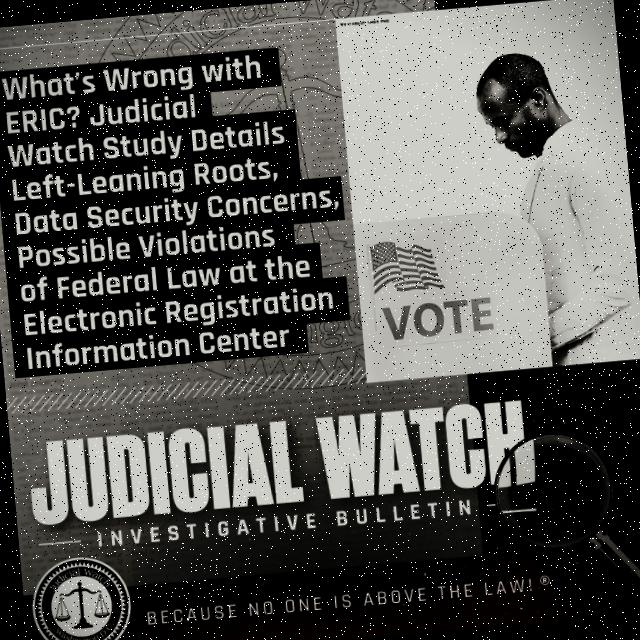 What's Wrong with
ERIC? Judicial
Watch Study Details
Left-Leaning Roots,
Data Security Concerns,
Possible Violations
of Federal Law at the
Electronic Registration
Information Center
VOTE
JUDICIAL WATCH
INVESTIGATIVE BULLETIN
BECAUSE NO ONE IS ABOVE THE LAW!®